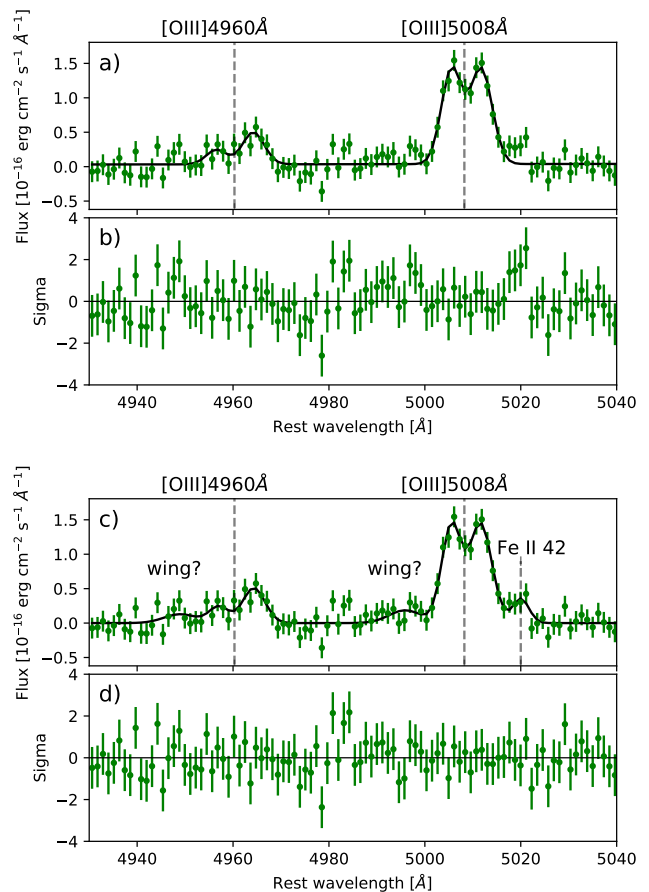 [OIII]4960Å [OIII]5008Å
a)
1.5
1.0
0.5
0.0
−0.5
Flux [10⁻¹⁶ erg cm⁻² s⁻¹ Å⁻¹]
b)
4
2
0
−2
−4
Sigma
4940 4960 4980 5000 5020 5040
Rest wavelength [Å]
[OIII]4960Å [OIII]5008Å
c)
1.5
1.0
0.5
0.0
−0.5
Flux [10⁻¹⁶ erg cm⁻² s⁻¹ Å⁻¹]
Fe II 42
wing? wing?
d)
4
2
0
−2
−4
Sigma
4940 4960 4980 5000 5020 5040
Rest wavelength [Å]